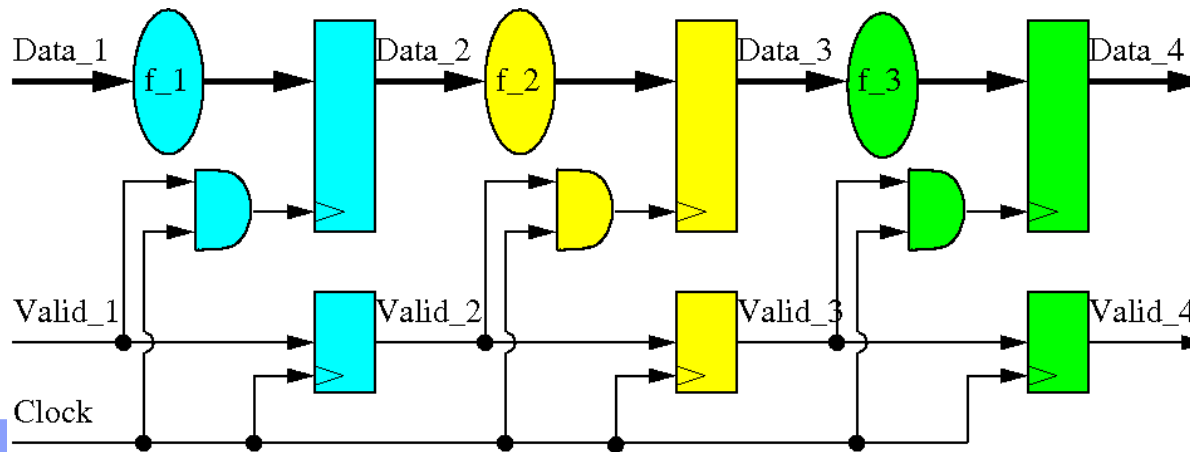 Data_1
Data_2
Data_3
Data_4
f_1
f_2
f_3
Valid_1
Valid_2
Valid_3
Valid_4
Clock